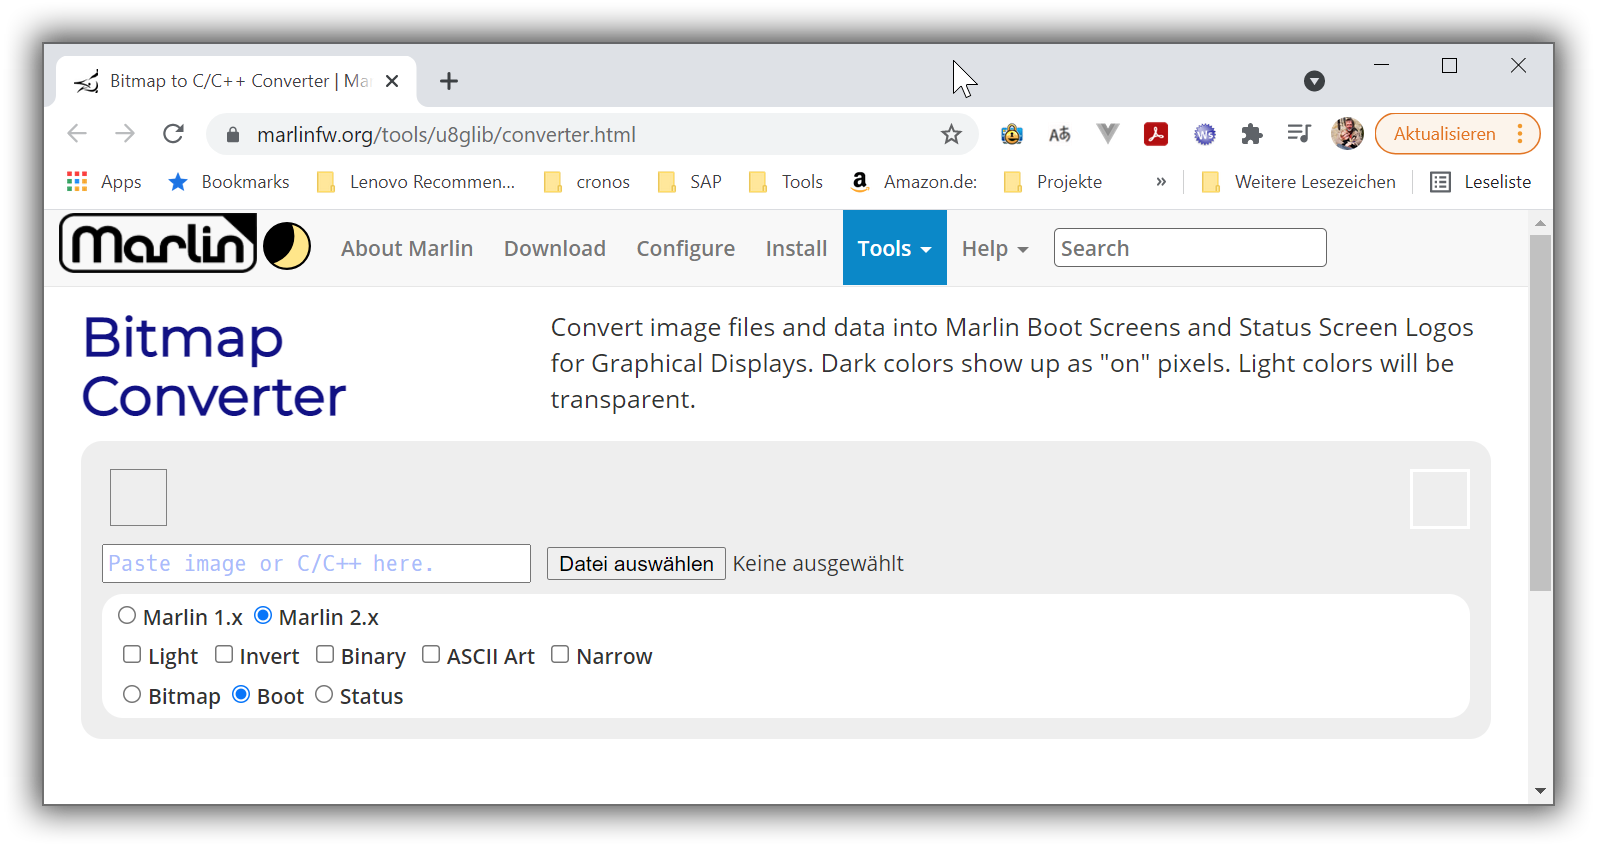 Bitmap to C/C++ Converter | Ma
marlinfw.org/tools/u8glib/converter.html
Aktualisieren
Apps Bookmarks Lenovo Recommen... cronos SAP Tools Amazon.de: Projekte » Weitere Lesezeichen Leseliste
Marlin About Marlin Download Configure Install Tools Help Search
Bitmap
Converter
Convert image files and data into Marlin Boot Screens and Status Screen Logos
for Graphical Displays. Dark colors show up as "on" pixels. Light colors will be
transparent.
Paste image or C/C++ here. Datei auswählen Keine ausgewählt
Marlin 1.x Marlin 2.x
Light Invert Binary ASCII Art Narrow
Bitmap Boot Status